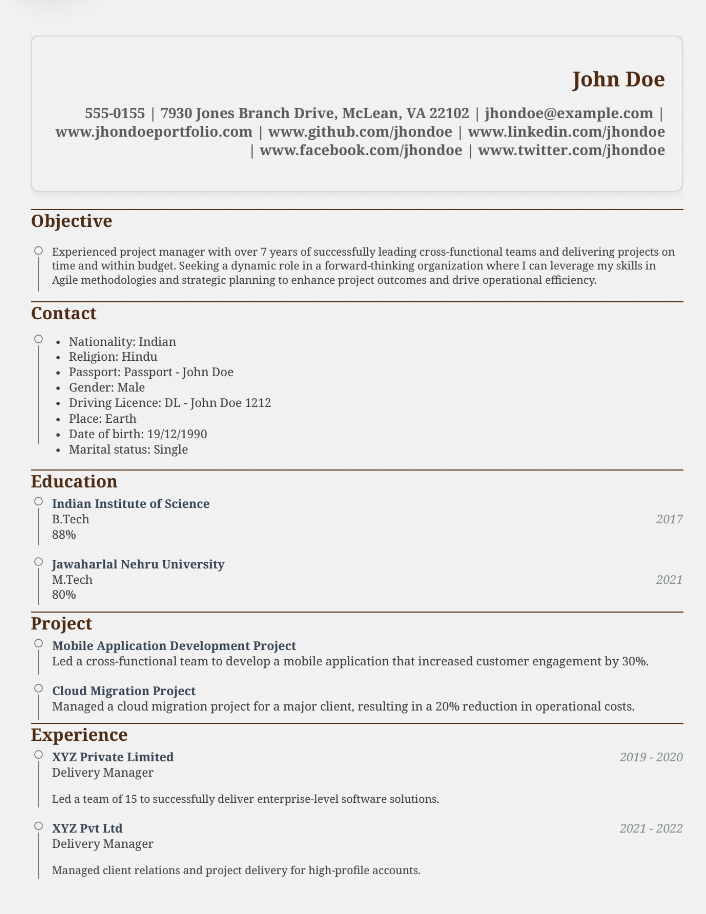 John Doe
555-0155 | 7930 Jones Branch Drive, McLean, VA 22102 | jhondoe@example.com |
www.jhondoeportfolio.com | www.github.com/jhondoe | www.linkedin.com/jhondoe
| www.facebook.com/jhondoe | www.twitter.com/jhondoe
Objective
Experienced project manager with over 7 years of successfully leading cross-functional teams and delivering projects on
time and within budget. Seeking a dynamic role in a forward-thinking organization where I can leverage my skills in
Agile methodologies and strategic planning to enhance project outcomes and drive operational efficiency.
Contact
• Nationality: Indian
• Religion: Hindu
• Passport: Passport - John Doe
• Gender: Male
• Driving Licence: DL - John Doe 1212
• Place: Earth
• Date of birth: 19/12/1990
• Marital status: Single
Education
Indian Institute of Science
B.Tech 2017
88%
Jawaharlal Nehru University
M.Tech 2021
80%
Project
Mobile Application Development Project
Led a cross-functional team to develop a mobile application that increased customer engagement by 30%.
Cloud Migration Project
Managed a cloud migration project for a major client, resulting in a 20% reduction in operational costs.
Experience
XYZ Private Limited 2019 - 2020
Delivery Manager
Led a team of 15 to successfully deliver enterprise-level software solutions.
XYZ Pvt Ltd 2021 - 2022
Delivery Manager
Managed client relations and project delivery for high-profile accounts.